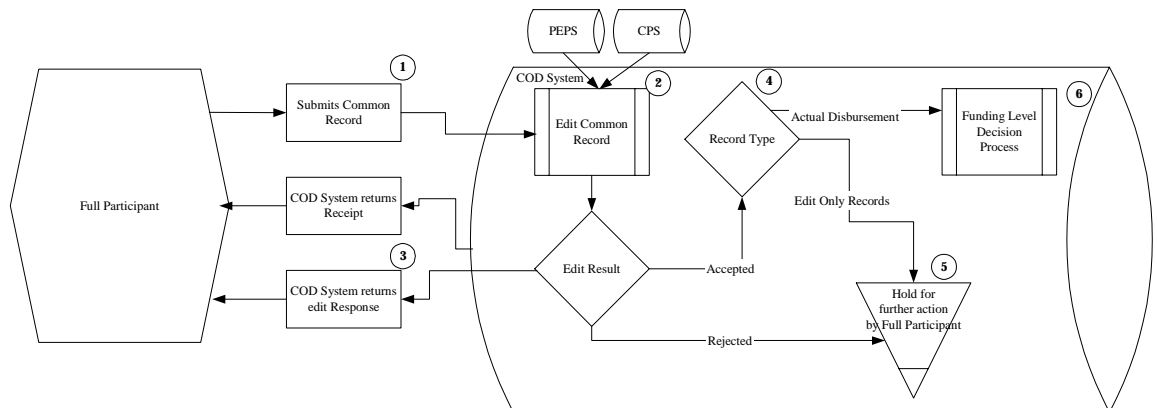 PEPS
CPS
COD System
1
Submits Common
Record
2
Edit Common
Record
4
Record Type
Actual Disbursement
6
Funding Level
Decision
Process
Full Participant
COD System returns
Receipt
Edit Only Records
3
COD System returns
edit Response
Edit Result
Accepted
5
Hold for
further action
by Full Participant
Rejected